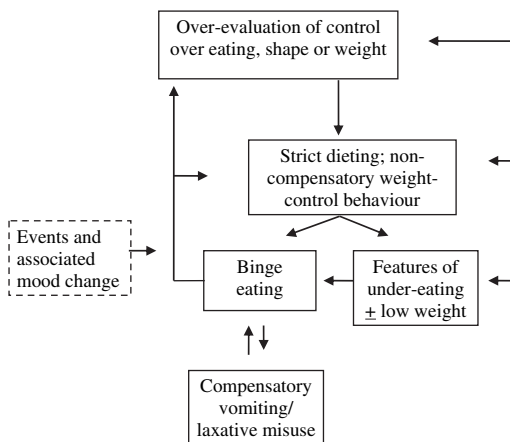 Over-evaluation of control
over eating, shape or weight
Strict dieting; non-
compensatory weight-
control behaviour
Events and
associated
mood change
Binge
eating
Features of
under-eating
± low weight
Compensatory
vomiting/
laxative misuse